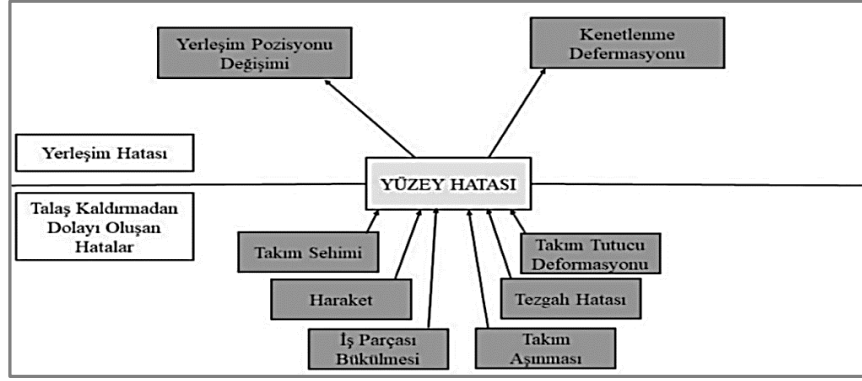 Yerleşim Pozisyonu
Değişimi
Kenetlenme
Defermasyonu
Yerleşim Hatası
YÜZEY HATASI
Talaş Kaldırmadan
Dolayı Oluşan
Hatalar
Takım Sehimi
Takım Tutucu
Deformasyonu
Haraket
Tezgah Hatası
İş Parçası
Bükülmesi
Takım
Aşınması